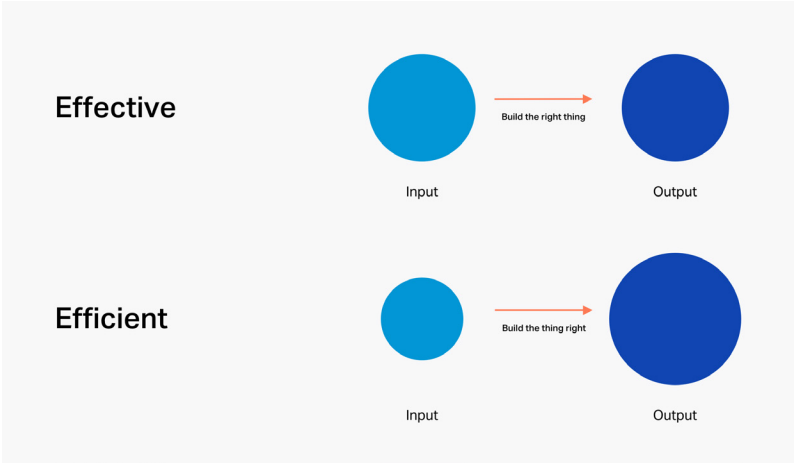 Effective
Build the right thing
Input
Output
Efficient
Build the thing right
Input
Output